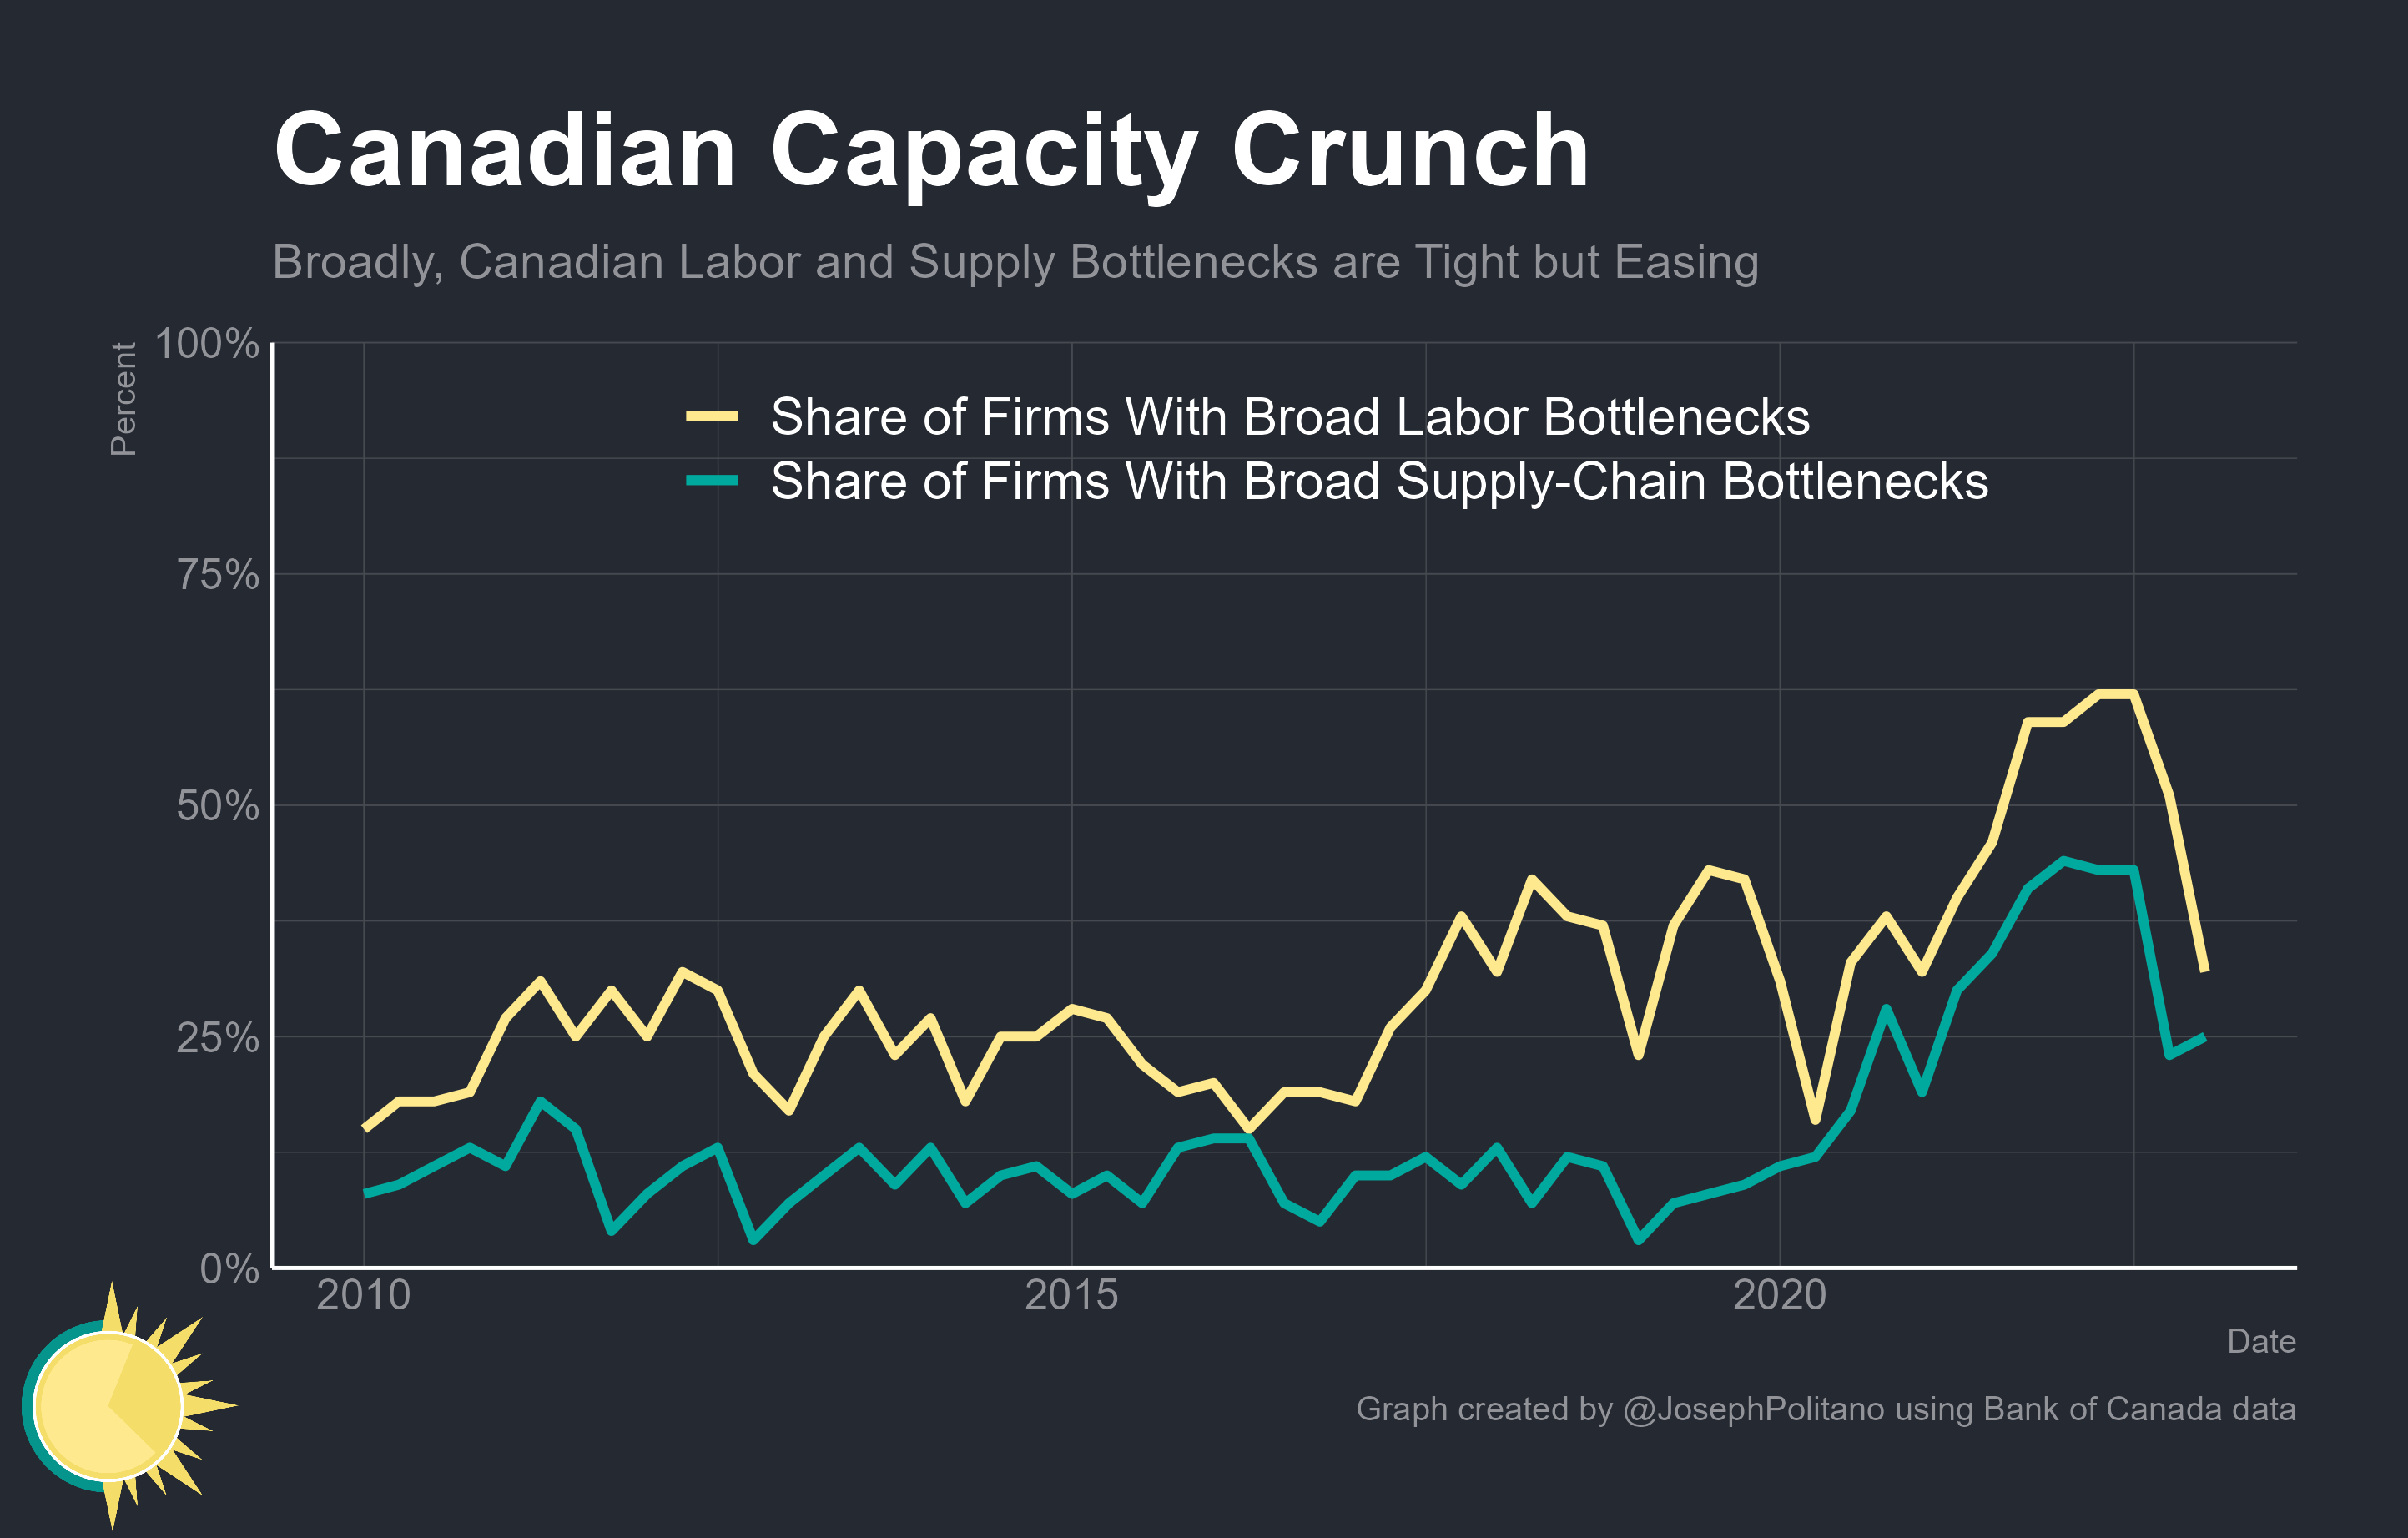 Canadian Capacity Crunch
Broadly, Canadian Labor and Supply Bottlenecks are Tight but Easing
Percent
100%
75%
50%
25%
0%
Share of Firms With Broad Labor Bottlenecks
Share of Firms With Broad Supply-Chain Bottlenecks
2010
2015
2020
Date
Graph created by @JosephPolitano using Bank of Canada data